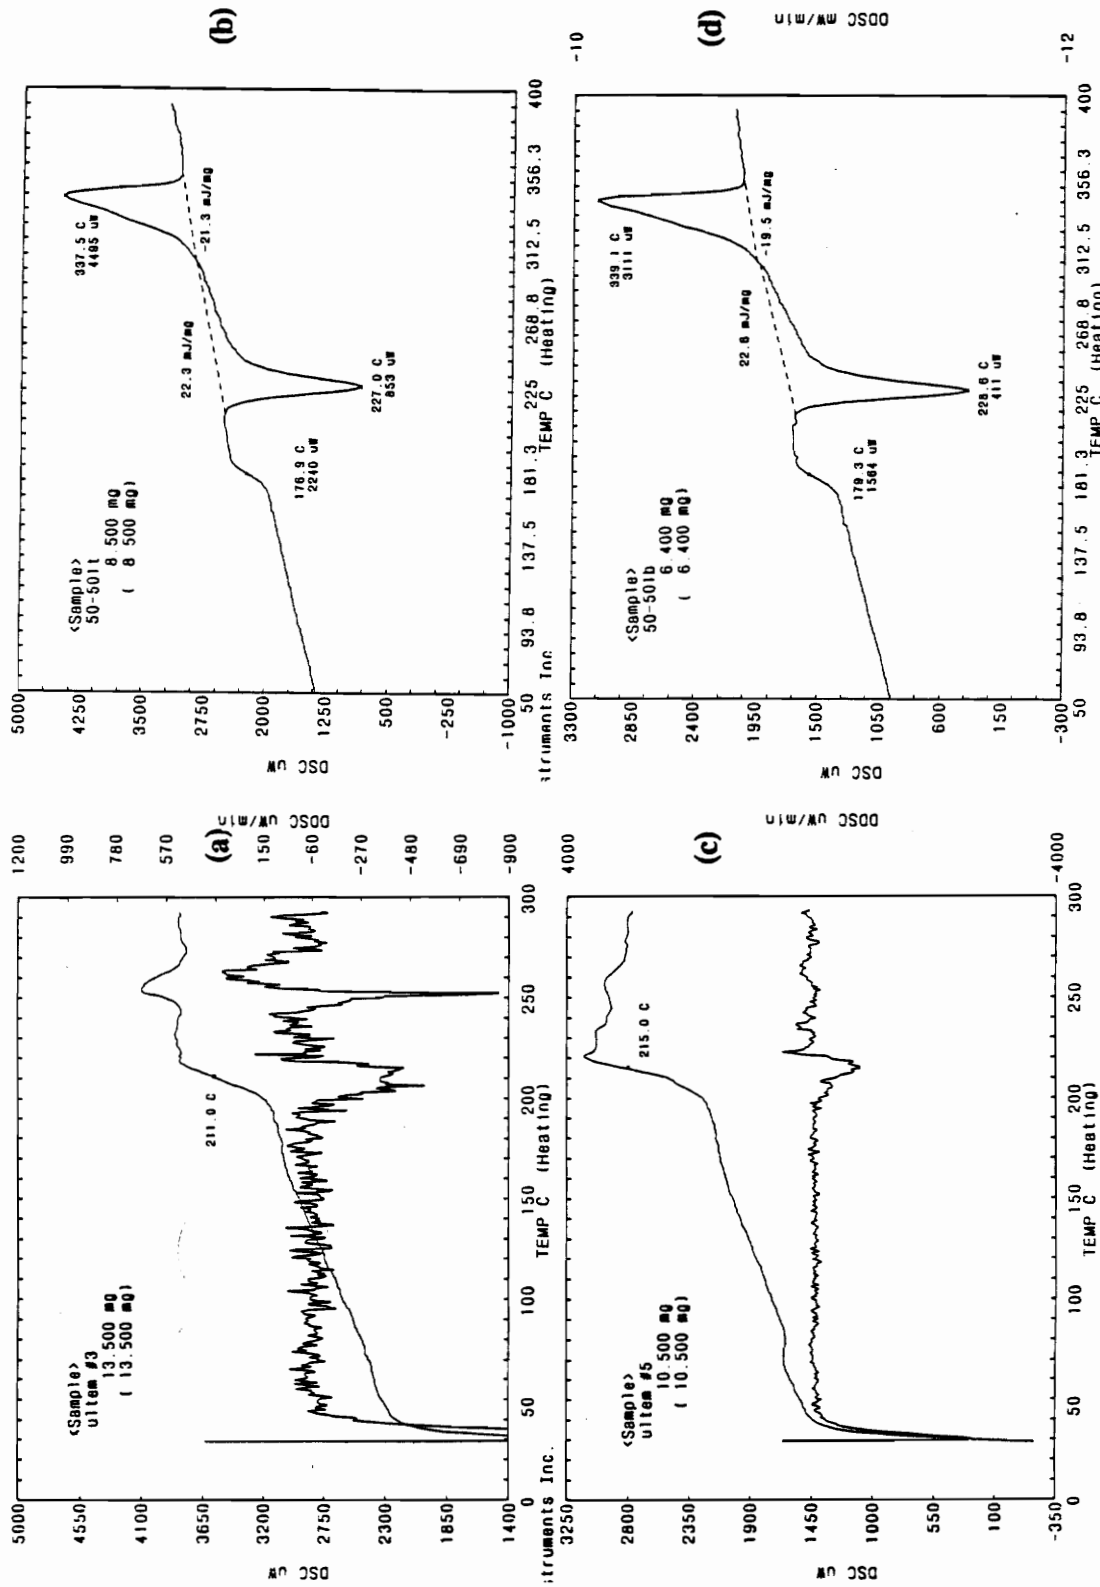 (a)
<Sample>
ultem #3
13.500 mg
( 13.500 mg)
211.0 C
DSC uW
5000
4100
3650
3200
2750
2300
1400
0
50
100
150
200
250
300
TEMP C (Heating)
1200
990
780
570
150
-60
-270
-480
-690
-900
DDSC uW/min
struments Inc.
(b)
<Sample>
50-501t
8.500 mg
( 8 500 mg)
176.9 C
2240 uW
22.3 mJ/mg
227.0 C
853 uW
337.5 C
4495 uW
-21.3 mJ/mg
DSC uW
5000
4250
3500
2750
2000
1250
500
-250
-1000
50
93.8
137.5
181.3
225
268.8
312.5
356.3
400
TEMP C (Heating)
struments Inc
(c)
<Sample>
ultem #5
10.500 mg
( 10.500 mg)
215.0 C
DSC uW
3250
2800
2350
1900
1450
550
-350
0
50
100
150
200
250
300
TEMP C (Heating)
4000
-4000
DDSC uW/min
(d)
<Sample>
50-501b
6.400 mg
( 6.400 mg)
179.3 C
1564 uW
22.6 mJ/mg
228.6 C
411 uW
339.1 C
3111 uW
-19.5 mJ/mg
DSC uW
3300
2850
2400
1950
1500
1050
600
150
-300
50
93.8
137.5
181.3
225
268.8
312.5
356.3
400
TEMP C (Heating)
-10
-12
DDSC mW/min